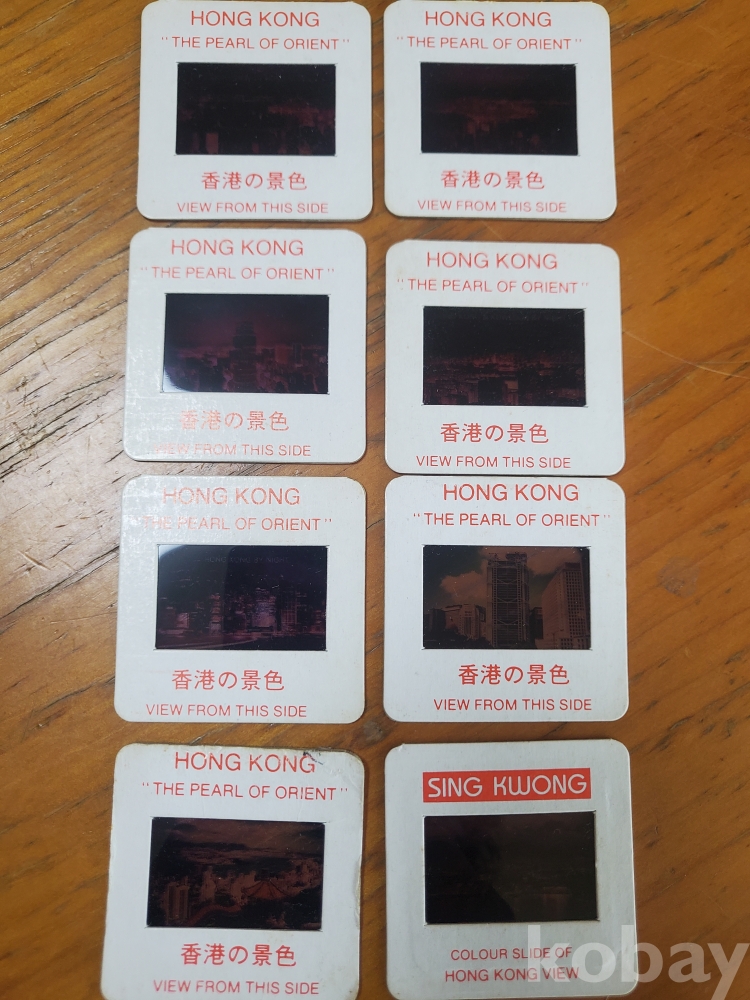 HONG KONG
"THE PEARL OF ORIENT"
香港の景色
VIEW FROM THIS SIDE
HONG KONG
"THE PEARL OF ORIENT"
香港の景色
VIEW FROM THIS SIDE
HONG KONG
"THE PEARL OF ORIENT"
香港の景色
VIEW FROM THIS SIDE
HONG KONG
"THE PEARL OF ORIENT"
香港の景色
VIEW FROM THIS SIDE
HONG KONG
"THE PEARL OF ORIENT"
香港の景色
VIEW FROM THIS SIDE
HONG KONG
"THE PEARL OF ORIENT"
香港の景色
VIEW FROM THIS SIDE
HONG KONG
"THE PEARL OF ORIENT"
香港の景色
VIEW FROM THIS SIDE
SING KWONG
COLOUR SLIDE OF
HONG KONG VIEW
kobay